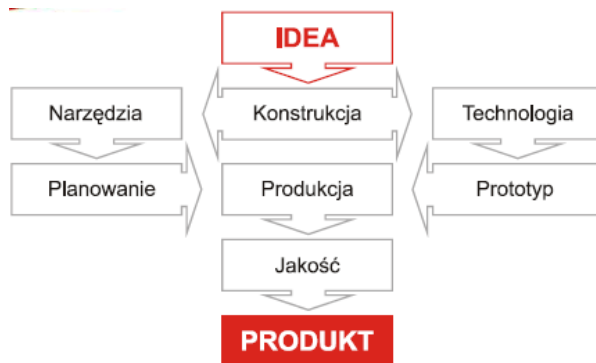 IDEA
Narzędzia
Konstrukcja
Technologia
Planowanie
Produkcja
Prototyp
Jakość
PRODUKT